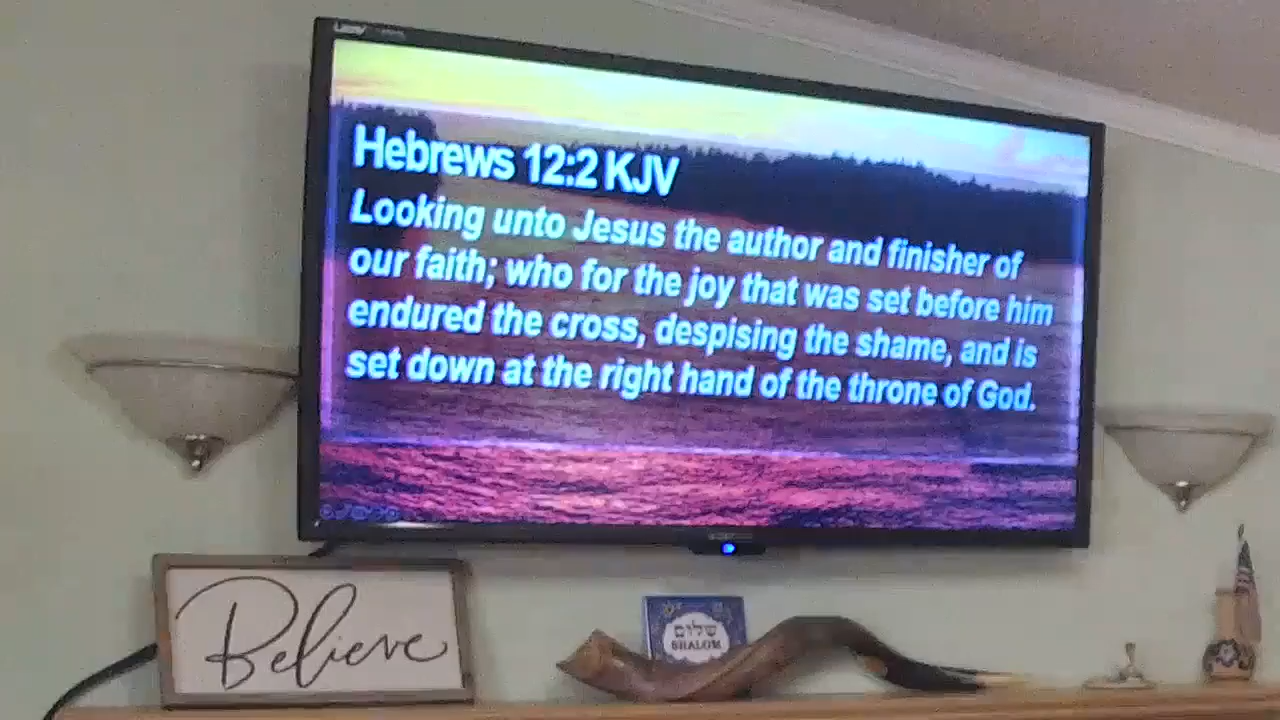 Hebrews 12:2 KJV
Looking unto Jesus the author and finisher of
our faith; who for the joy that was set before him
endured the cross, despising the shame, and is
set down at the right hand of the throne of God.
Believe
שלום
SHALOM